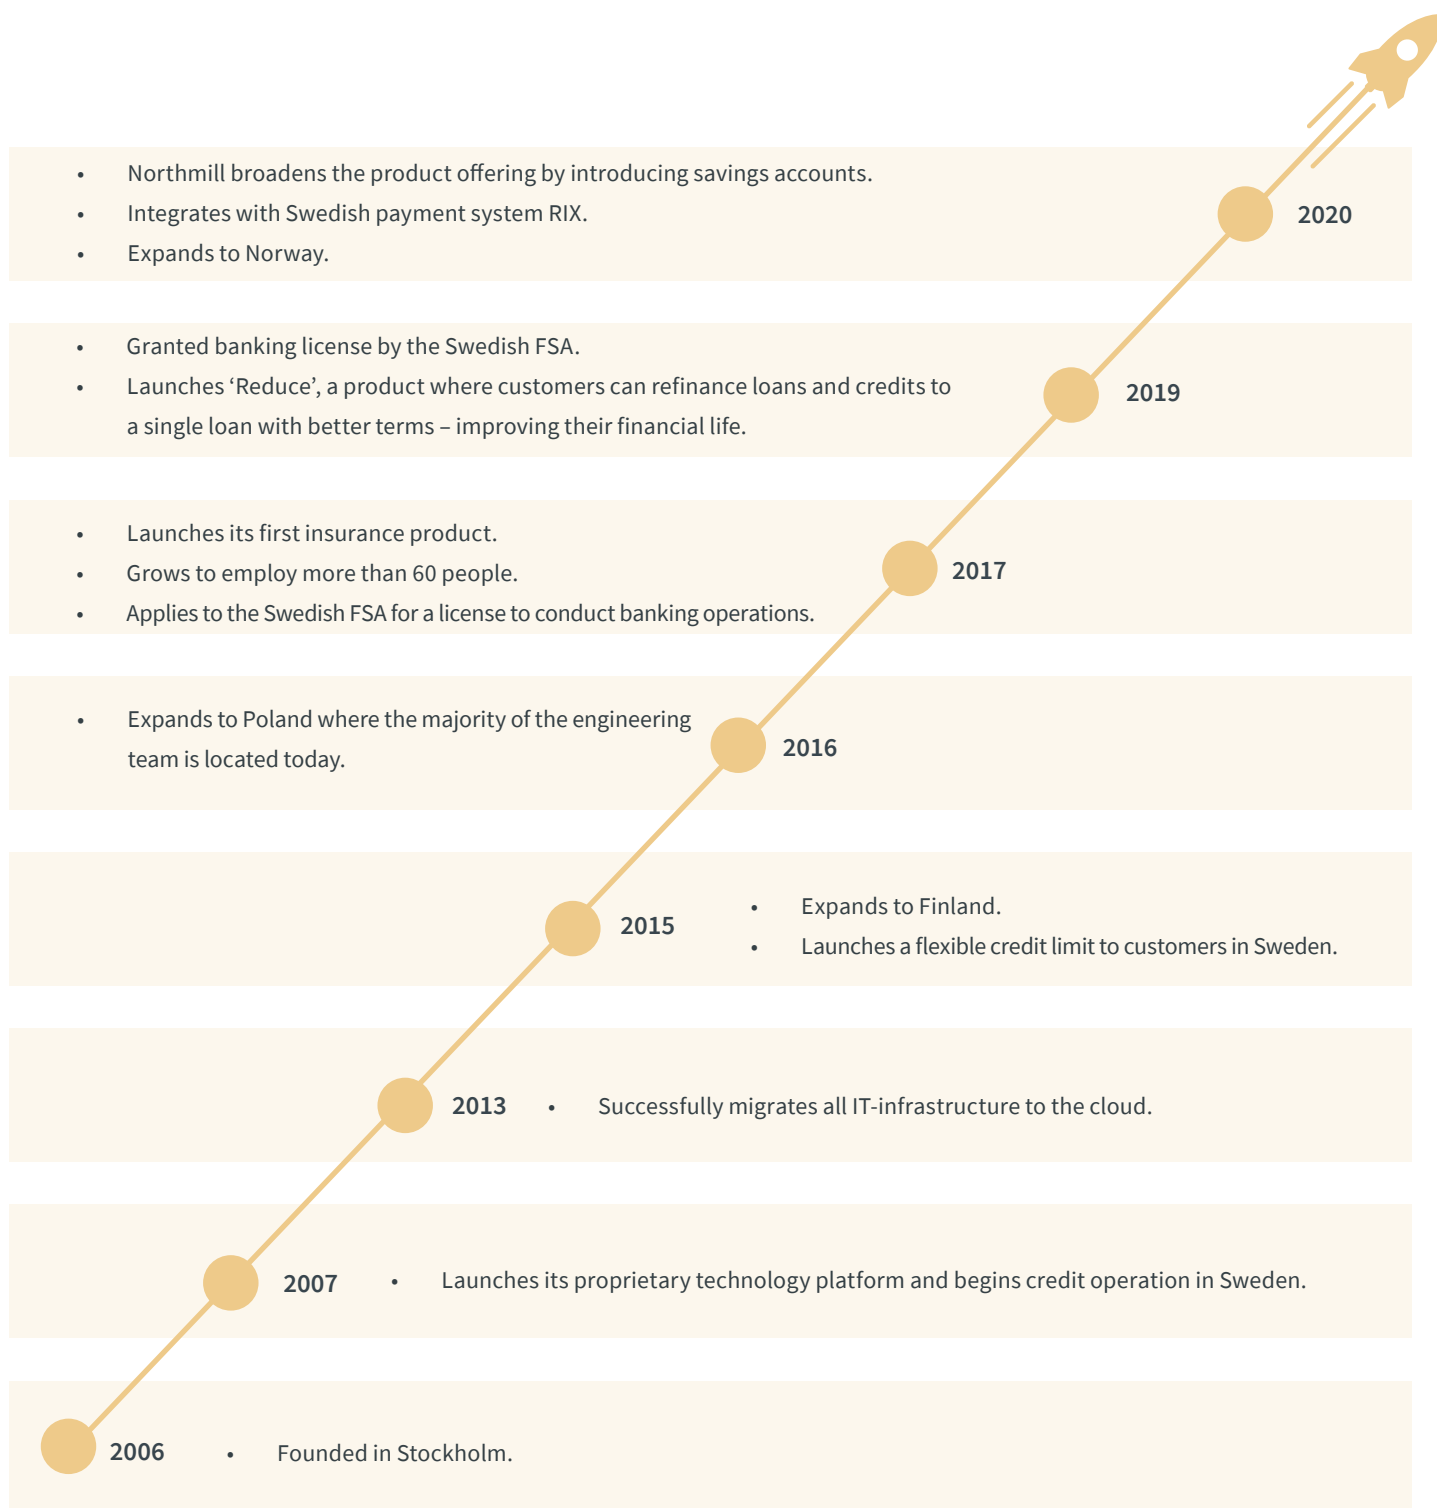 • Northmill broadens the product offering by introducing savings accounts.
• Integrates with Swedish payment system RIX.
• Expands to Norway.
2020
• Granted banking license by the Swedish FSA.
• Launches ‘Reduce’, a product where customers can refinance loans and credits to
a single loan with better terms – improving their financial life.
2019
• Launches its first insurance product.
• Grows to employ more than 60 people.
• Applies to the Swedish FSA for a license to conduct banking operations.
2017
• Expands to Poland where the majority of the engineering
team is located today.
2016
2015
• Expands to Finland.
• Launches a flexible credit limit to customers in Sweden.
2013 • Successfully migrates all IT-infrastructure to the cloud.
2007 • Launches its proprietary technology platform and begins credit operation in Sweden.
2006 • Founded in Stockholm.